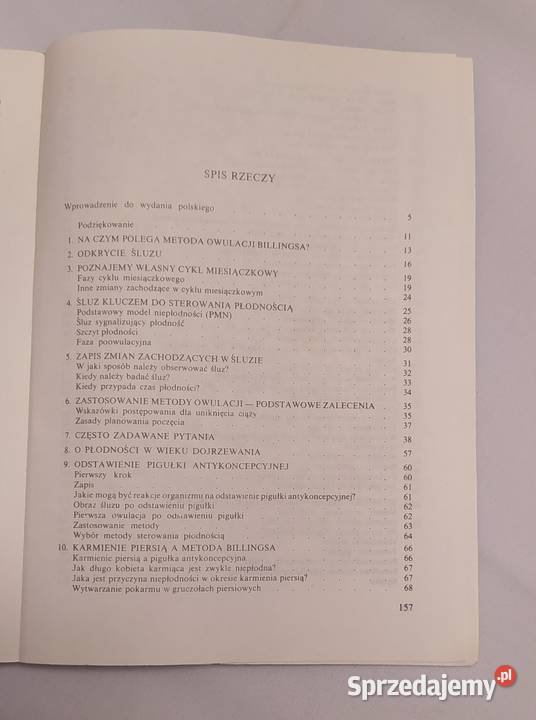 SPIS RZECZY
Wprowadzenie do wydania polskiego 5
Podziękowanie 11
1. NA CZYM POLEGA METODA OWULACJI BILLINGSA? 13
2. ODKRYCIE ŚLUZU 16
3. POZNAJEMY WŁASNY CYKL MIESIĄCZKOWY 19
Fazy cyklu miesiączkowego 19
Inne zmiany zachodzące w cyklu miesiączkowym 24
4. ŚLUZ KLUCZEM DO STEROWANIA PŁODNOŚCIĄ 25
Podstawowy model niepłodności (PMN) 26
Śluz sygnalizujący płodność 28
Szczyt płodności 28
Faza poowulacyjna 30
5. ZAPIS ZMIAN ZACHODZĄCYCH W ŚLUZIE 31
W jaki sposób należy obserwować śluz? 32
Kiedy należy badać śluz? 33
Kiedy przypada czas płodności? 34
6. ZASTOSOWANIE METODY OWULACJI — PODSTAWOWE ZALECENIA 35
Wskazówki postępowania dla uniknięcia ciąży 35
Zasady planowania poczęcia 37
7. CZĘSTO ZADAWANE PYTANIA 38
8. O PŁODNOŚCI W WIEKU DOJRZEWANIA 57
9. ODSTAWIENIE PIGUŁKI ANTYKONCEPCYJNEJ 60
Pierwszy krok 60
Zapis 61
Jakie mogą być reakcje organizmu na odstawienie pigułki antykoncepcyjnej? 61
Obraz śluzu po odstawieniu pigułki 62
Pierwsza owulacja po odstawieniu pigułki 62
Zastosowanie metody 63
Wybór metody sterowania płodnością 64
10. KARMIENIE PIERSIĄ A METODA BILLINGSA 66
Karmienie piersią a pigułka antykoncepcyjna 66
Jak długo kobieta karmiąca jest zwykle niepłodna? 67
Jaka jest przyczyna niepłodności w okresie karmienia piersią? 67
Wytwarzanie pokarmu w gruczołach piersiowych 68
157
Sprzedajemy.pl